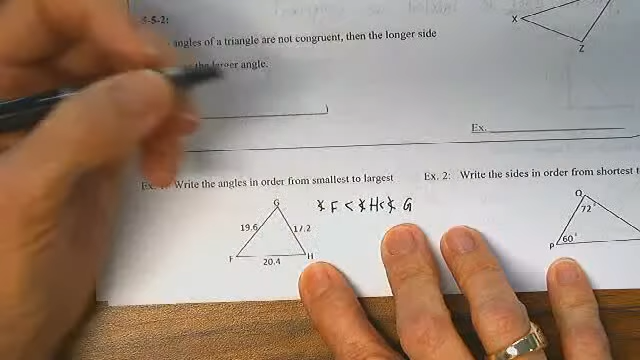 5-5-2:
X
Z
angles of a triangle are not congruent, then the longer side
the larger angle.
Ex.
Write the angles in order from smallest to largest
Ex. 2: Write the sides in order from shortest
G
19.6
17.2
F
H
20.4
∡ F < ∡ H < ∡ G
Q
72°
P
60°